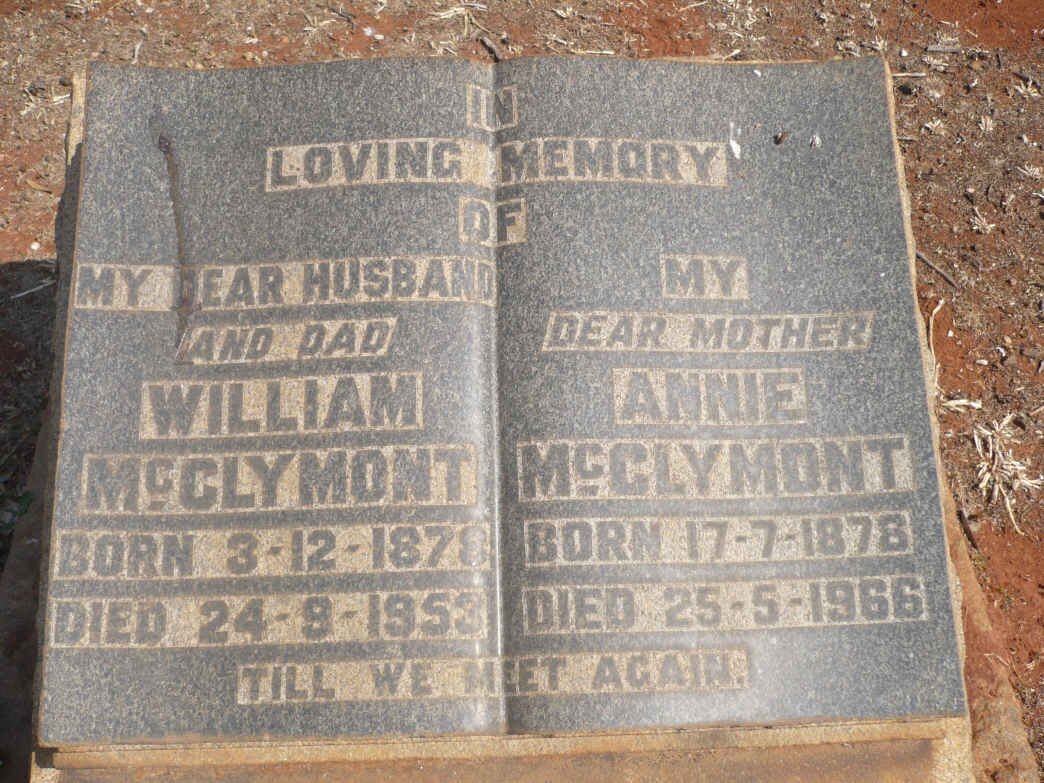 IN
LOVING MEMORY
OF
MY DEAR HUSBAND
AND DAD
WILLIAM
McCLYMONT
BORN 3-12-1878
DIED 24-9-1953
MY
DEAR MOTHER
ANNIE
McCLYMONT
BORN 17-7-1878
DIED 25-5-1966
TILL WE MEET AGAIN.